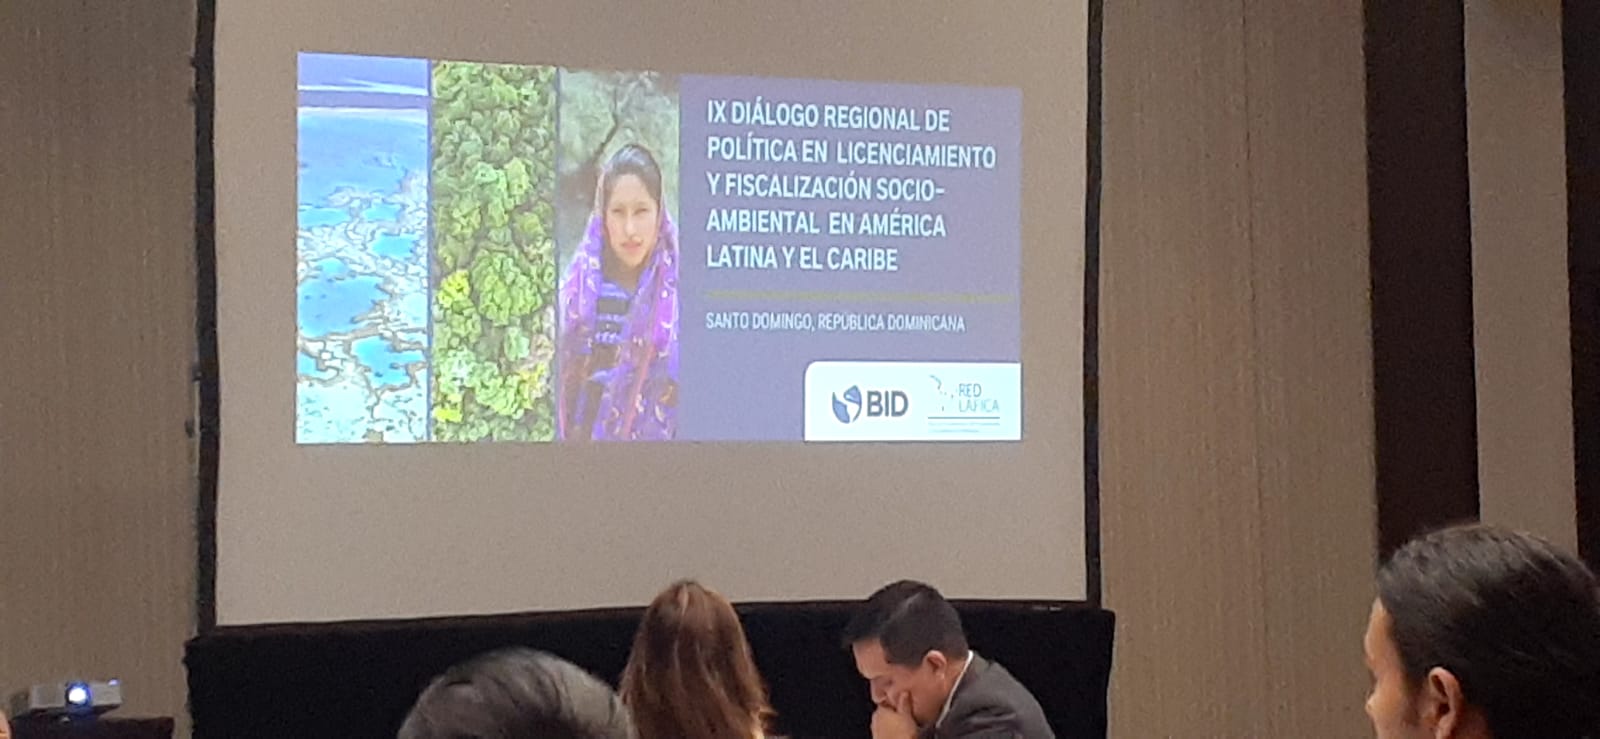 IX DIÁLOGO REGIONAL DE
POLÍTICA EN LICENCIAMIENTO
Y FISCALIZACIÓN SOCIO-
AMBIENTAL EN AMÉRICA
LATINA Y EL CARIBE
SANTO DOMINGO, REPÚBLICA DOMINICANA
BID
RED
LAFICA